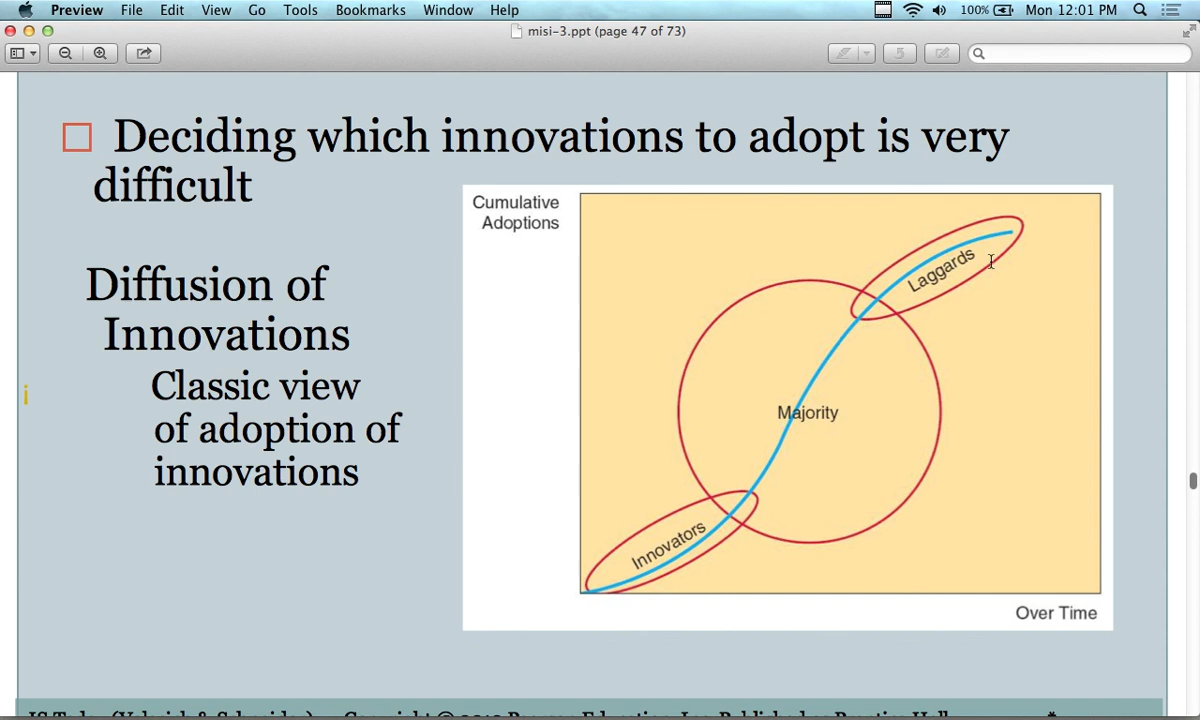 Preview File Edit View Go Tools Bookmarks Window Help 100% Mon 12:01 PM
misi-3.ppt (page 47 of 73)
Deciding which innovations to adopt is very
difficult
Cumulative
Adoptions
Diffusion of
Innovations
Classic view
of adoption of
innovations
Laggards
Majority
Innovators
Over Time